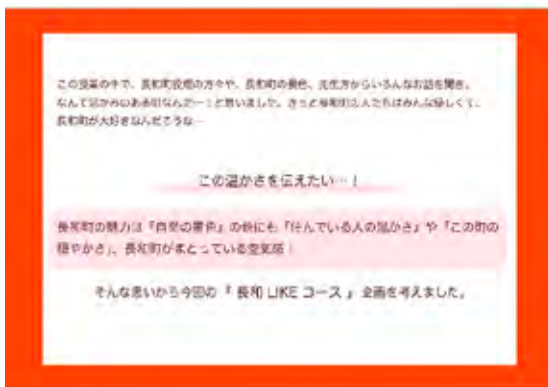 この授業の中で、長和町役場の方々や、長和町の景色、先生方からいろんなお話を聞き、
なんて温かみのある町なんだ…！と思いました。きっと長和町の人たちはみんな優しくて、
長和町が大好きなんだろうな…
この温かさを伝えたい…！
長和町の魅力は『自然の景色』の他にも『住んでいる人の温かさ』や『この町の
穏やかさ』、長和町が纏っている空気感！
そんな思いから今回の『 長和 LIKE コース 』企画を考えました。